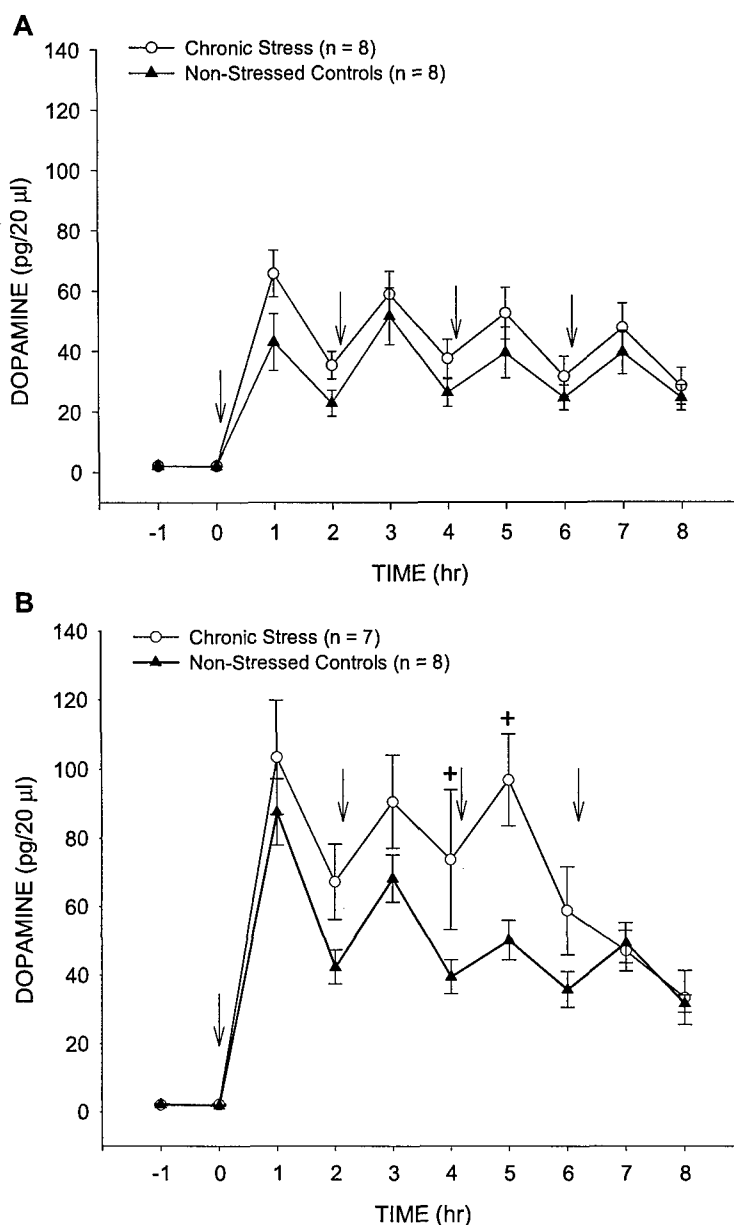 A
Chronic Stress (n = 8)
Non-Stressed Controls (n = 8)
140
120
100
80
60
40
20
0
DOPAMINE (pg/20 µl)
-1 0 1 2 3 4 5 6 7 8
TIME (hr)
B
Chronic Stress (n = 7)
Non-Stressed Controls (n = 8)
140
120
100
80
60
40
20
0
DOPAMINE (pg/20 µl)
+
+
-1 0 1 2 3 4 5 6 7 8
TIME (hr)